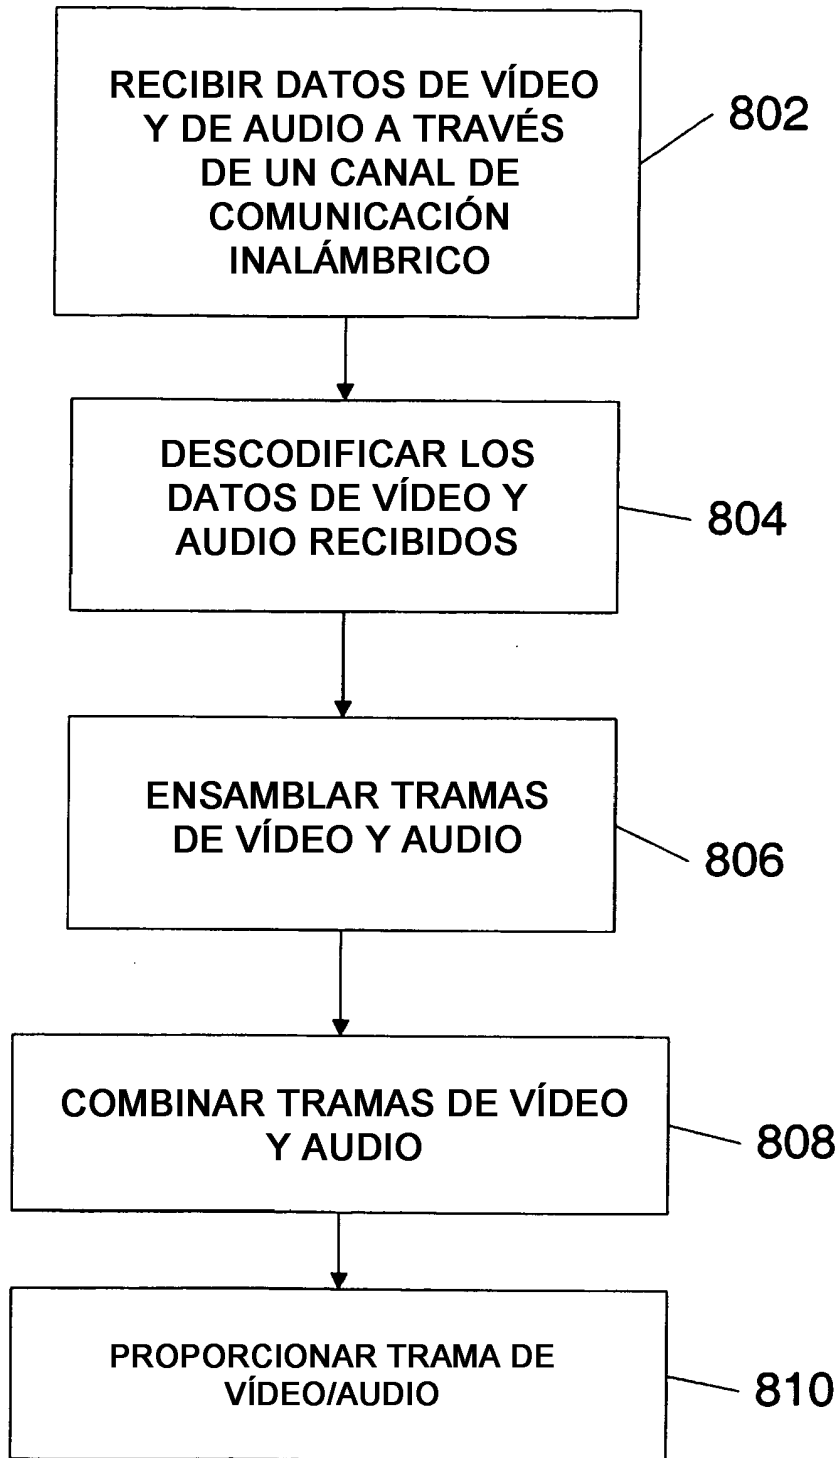 RECIBIR DATOS DE VÍDEO
Y DE AUDIO A TRAVÉS
DE UN CANAL DE
COMUNICACIÓN
INALÁMBRICO
802
DESCODIFICAR LOS
DATOS DE VÍDEO Y
AUDIO RECIBIDOS
804
ENSAMBLAR TRAMAS
DE VÍDEO Y AUDIO
806
COMBINAR TRAMAS DE VÍDEO
Y AUDIO
808
PROPORCIONAR TRAMA DE
VÍDEO/AUDIO
810